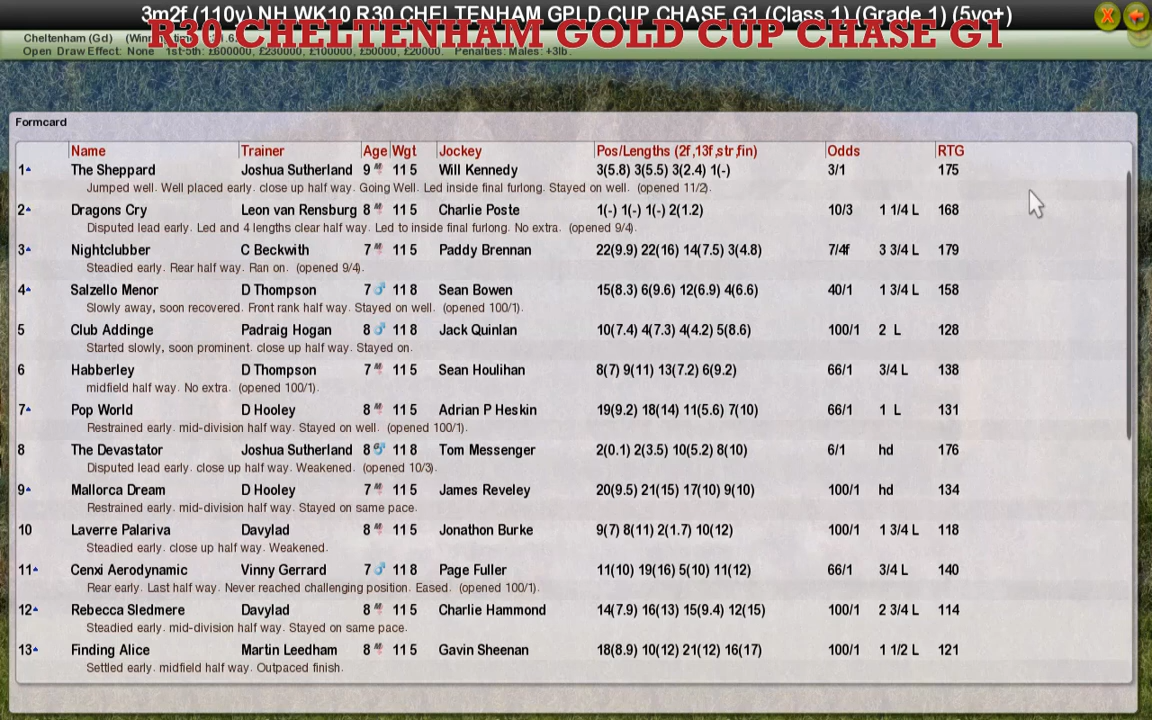 3m2f (110y) NH WK10 R30 CHELTENHAM GPLD CUP CHASE G1 (Class 1) (Grade 1) (5yo+)
R30 CHELTENHAM GOLD CUP CHASE G1
Cheltenham (Gd)
Open Draw Effect: None 1st-5th: £600000, £230000, £100000, £50000, £20000. Penalties: Males: +3lb.
Formcard
Name Trainer Age Wgt Jockey Pos/Lengths (2f,13f,str,fin) Odds RTG
1 The Sheppard Joshua Sutherland 9 11 5 Will Kennedy 3(5.8) 3(5.5) 3(2.4) 1(-) 3/1 175
Jumped well. Well placed early. close up half way. Going Well. Led inside final furlong. Stayed on well. (opened 11/2).
2 Dragons Cry Leon van Rensburg 8 11 5 Charlie Poste 1(-) 1(-) 1(-) 2(1.2) 10/3 1 1/4 L 168
Disputed lead early. Led and 4 lengths clear half way. Led to inside final furlong. No extra. (opened 9/4).
3 Nightclubber C Beckwith 7 11 5 Paddy Brennan 22(9.9) 22(16) 14(7.5) 3(4.8) 7/4f 3 3/4 L 179
Steadied early. Rear half way. Ran on. (opened 9/4).
4 Salzello Menor D Thompson 7 11 8 Sean Bowen 15(8.3) 6(9.6) 12(6.9) 4(6.6) 40/1 1 3/4 L 158
Slowly away, soon recovered. Front rank half way. Stayed on well. (opened 100/1).
5 Club Addinge Padraig Hogan 8 11 8 Jack Quinlan 10(7.4) 4(7.3) 4(4.2) 5(8.6) 100/1 2 L 128
Started slowly, soon prominent. close up half way. Stayed on.
6 Habberley D Thompson 7 11 5 Sean Houlihan 8(7) 9(11) 13(7.2) 6(9.2) 66/1 3/4 L 138
midfield half way. No extra. (opened 100/1).
7 Pop World D Hooley 8 11 5 Adrian P Heskin 19(9.2) 18(14) 11(5.6) 7(10) 66/1 1 L 131
Restrained early. mid-division half way. Stayed on well. (opened 100/1).
8 The Devastator Joshua Sutherland 8 11 8 Tom Messenger 2(0.1) 2(3.5) 10(5.2) 8(10) 6/1 hd 176
Disputed lead early. close up half way. Weakened. (opened 10/3).
9 Mallorca Dream D Hooley 7 11 5 James Reveley 20(9.5) 21(15) 17(10) 9(10) 100/1 hd 134
Restrained early. mid-division half way. Stayed on same pace.
10 Laverre Palariva Davylad 8 11 5 Jonathon Burke 9(7) 8(11) 2(1.7) 10(12) 100/1 1 3/4 L 118
Steadied early. close up half way. Weakened.
11 Cenxi Aerodynamic Vinny Gerrard 7 11 8 Page Fuller 11(10) 19(16) 5(10) 11(12) 66/1 3/4 L 140
Rear early. Last half way. Never reached challenging position. Eased. (opened 100/1).
12 Rebecca Sledmere Davylad 8 11 5 Charlie Hammond 14(7.9) 16(13) 15(9.4) 12(15) 100/1 2 3/4 L 114
Steadied early. mid-division half way. Stayed on same pace.
13 Finding Alice Martin Leedham 8 11 5 Gavin Sheenan 18(8.9) 10(12) 21(12) 16(17) 100/1 1 1/2 L 121
Settled early. midfield half way. Outpaced finish.